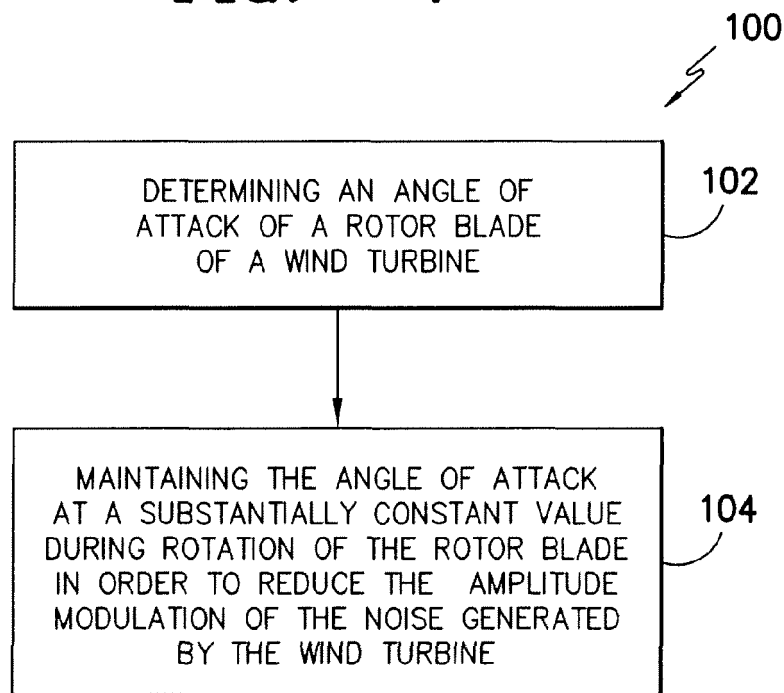 100
DETERMINING AN ANGLE OF
ATTACK OF A ROTOR BLADE
OF A WIND TURBINE
102
MAINTAINING THE ANGLE OF ATTACK
AT A SUBSTANTIALLY CONSTANT VALUE
DURING ROTATION OF THE ROTOR BLADE
IN ORDER TO REDUCE THE AMPLITUDE
MODULATION OF THE NOISE GENERATED
BY THE WIND TURBINE
104